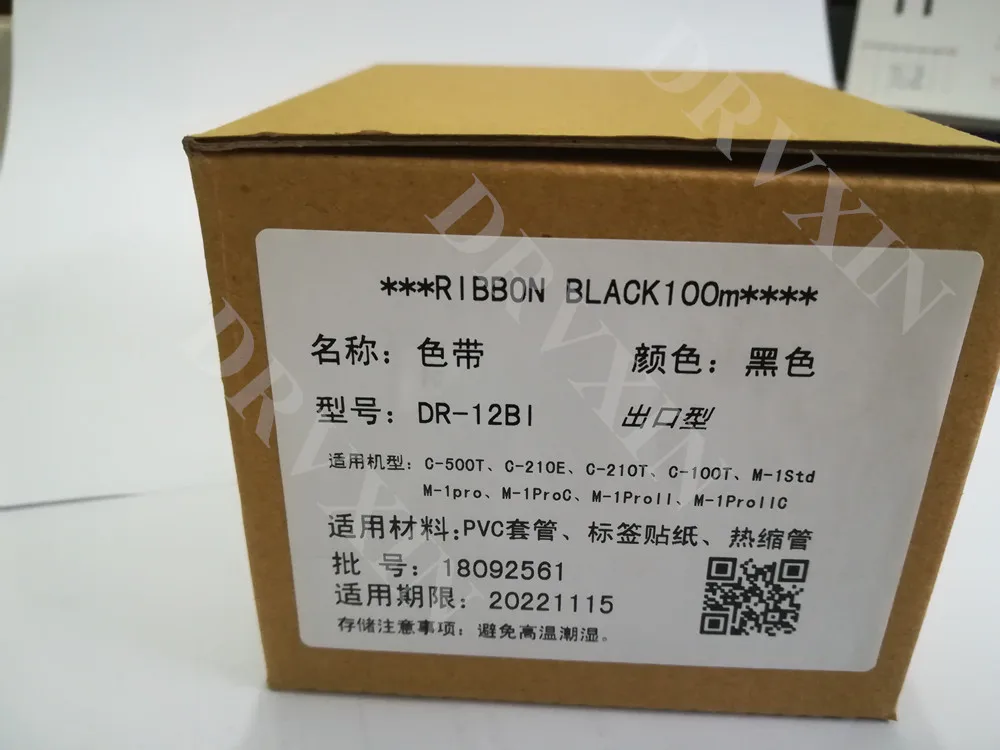 ***RIBBON BLACK100m****
名称：色带 颜色：黑色
型号：DR-12BI 出口型
适用机型：C-500T、C-210E、C-210T、C-100T、M-1Std
M-1pro、M-1ProC、M-1ProII、M-1ProIIC
适用材料：PVC套管、标签贴纸、热缩管
批 号：18092561
适用期限：20221115
存储注意事项：避免高温潮湿。
DRVXIN
DRVXIN
DRVXIN